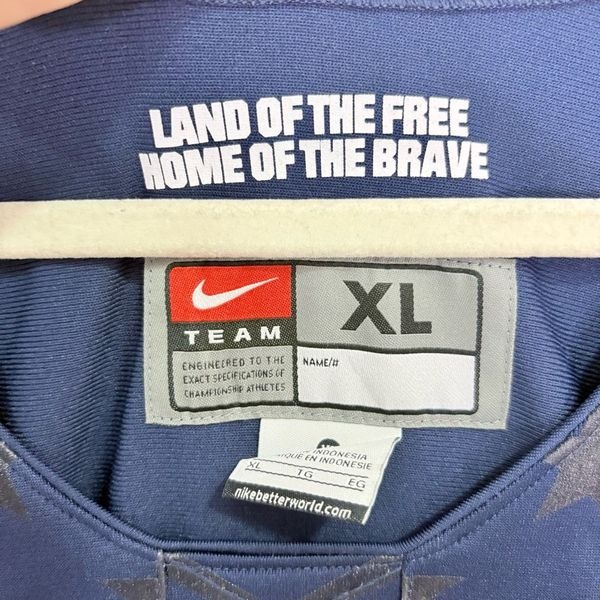 LAND OF THE FREE
HOME OF THE BRAVE
TEAM
XL
ENGINEERED TO THE
EXACT SPECIFICATIONS OF
CHAMPIONSHIP ATHLETES
NAME/#
INDONESIA
EN INDONESIE
XL TG EG
nikebetterworld.com